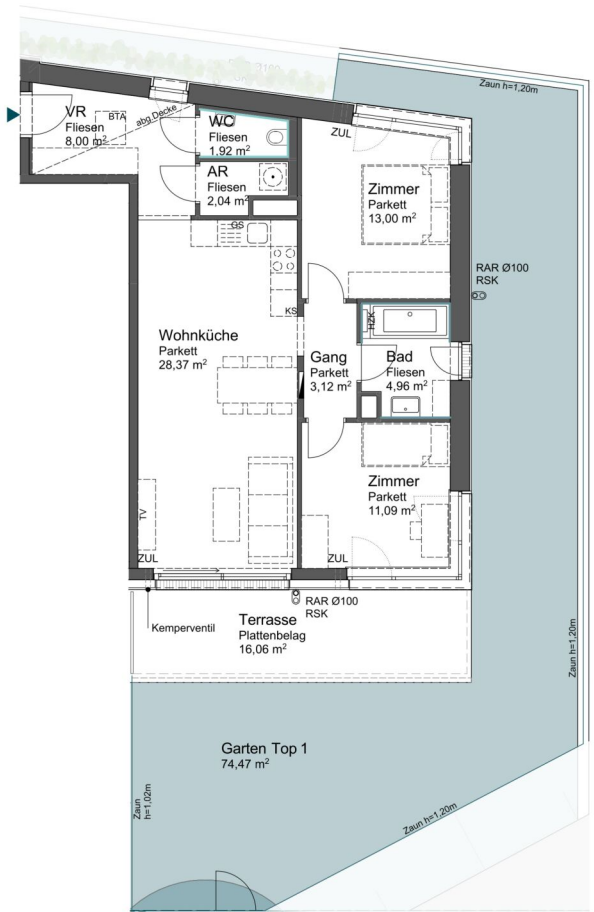 Zaun h=1,20m
VR
Fliesen
8,00 m²
BTA
abg Decke
WC
Fliesen
1,92 m²
ZUL
AR
Fliesen
2,04 m²
Zimmer
Parkett
13,00 m²
GS
RAR Ø100
RSK
KS
HZK
Wohnküche
Parkett
28,37 m²
Gang
Parkett
3,12 m²
Bad
Fliesen
4,96 m²
Zimmer
Parkett
11,09 m²
TV
ZUL
ZUL
RAR Ø100
RSK
Kemperventil
Terrasse
Plattenbelag
16,06 m²
Zaun h=1,20m
Garten Top 1
74,47 m²
Zaun
h=1,02m
Zaun h=1,20m